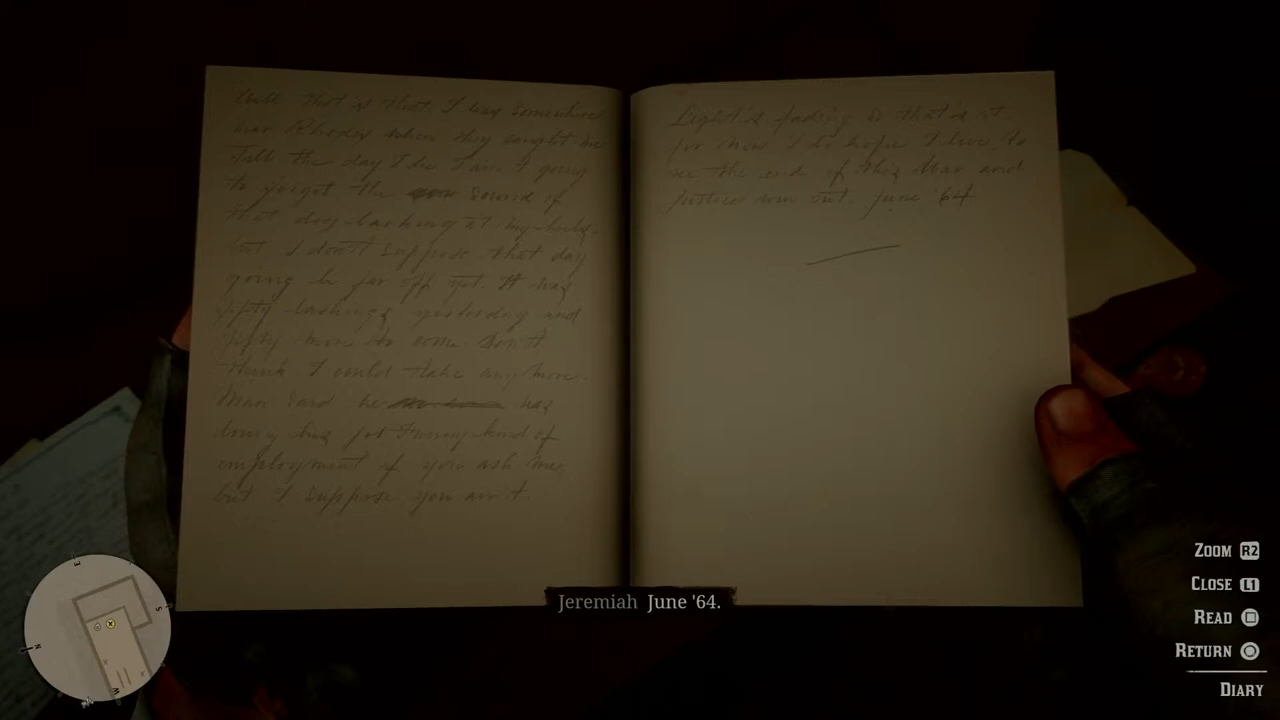 Well that is that. I was somewhere
near Rhodes when they caught me
Till the day I die I ain't going
to forget the sound of
that dog barking at my heels.
but I don't suppose that day
going be far off yet. It was
fifty lashings yesterday and
fifty more to come don't
think I could take any more.
Man said he was
doing his job Funny kind of
employment if you ask me,
but I suppose you ain't.
Light's fading so that's it
for now I do hope I live to
see the end of this War and
Justice win out. June '64
Jeremiah June '64.
ZOOM R2
CLOSE L1
READ
RETURN
DIARY
E
S
W
N